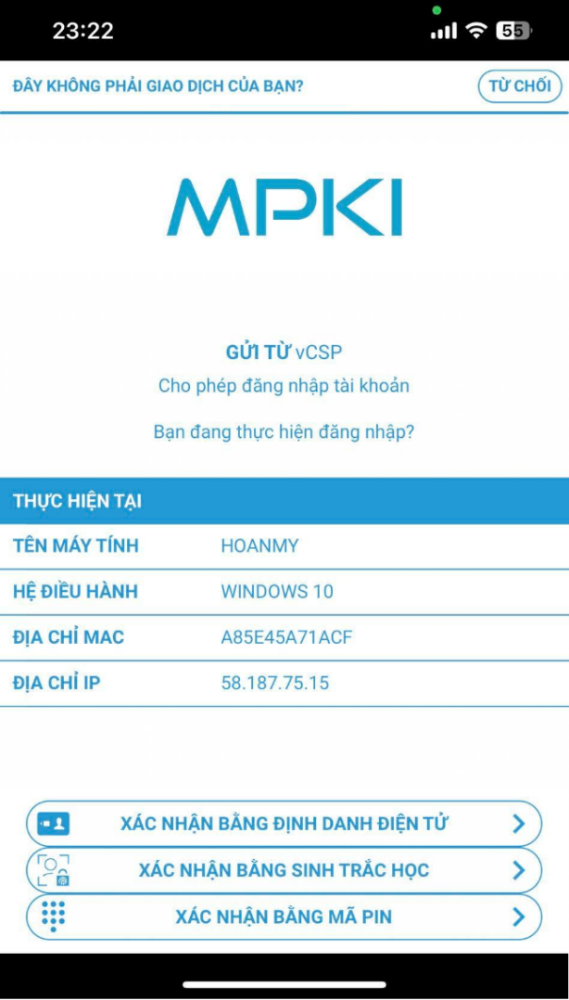 23:22
55
ĐÂY KHÔNG PHẢI GIAO DỊCH CỦA BẠN?
TỪ CHỐI
MPKI
GỬI TỪ vCSP
Cho phép đăng nhập tài khoản
Bạn đang thực hiện đăng nhập?
THỰC HIỆN TẠI
TÊN MÁY TÍNH HOANMY
HỆ ĐIỀU HÀNH WINDOWS 10
ĐỊA CHỈ MAC A85E45A71ACF
ĐỊA CHỈ IP 58.187.75.15
XÁC NHẬN BẰNG ĐỊNH DANH ĐIỆN TỬ
XÁC NHẬN BẰNG SINH TRẮC HỌC
XÁC NHẬN BẰNG MÃ PIN